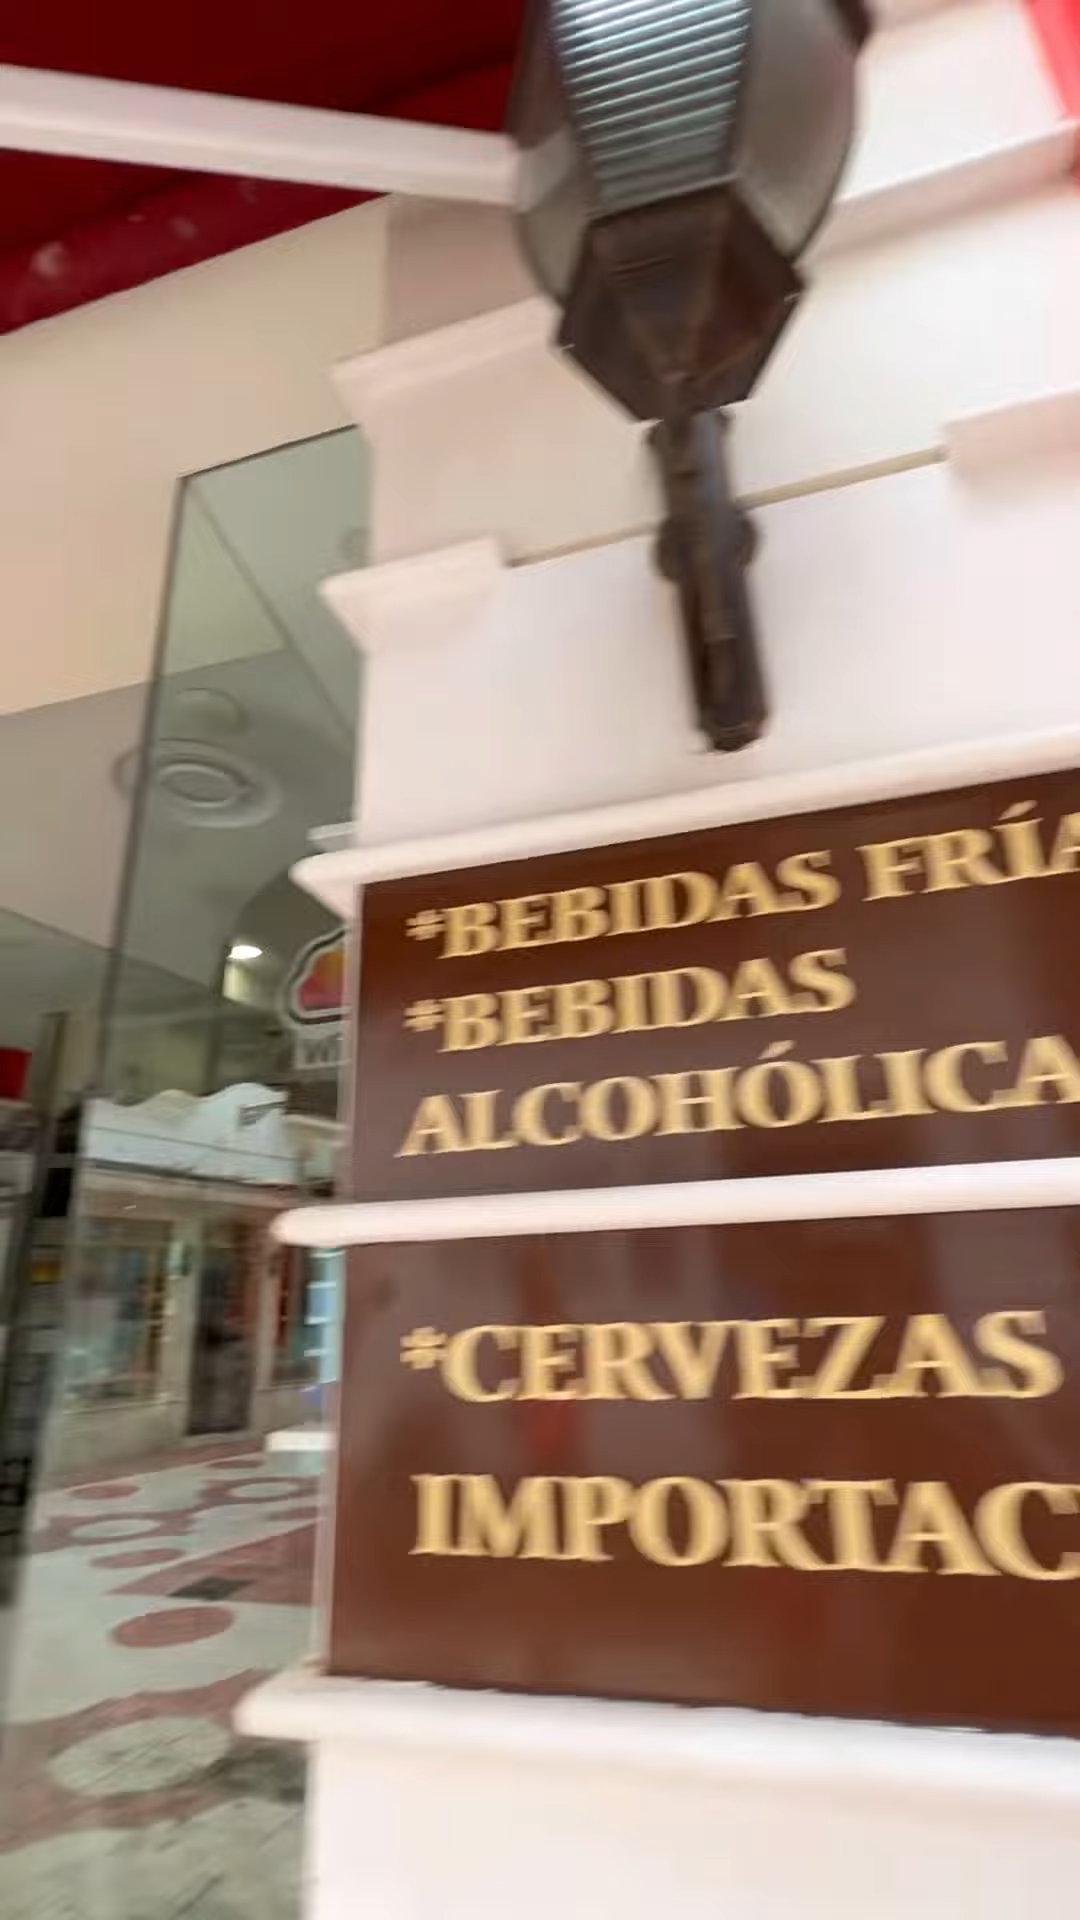 *BEBIDAS FRÍA
*BEBIDAS
ALCOHÓLICA
*CERVEZAS
IMPORTAC